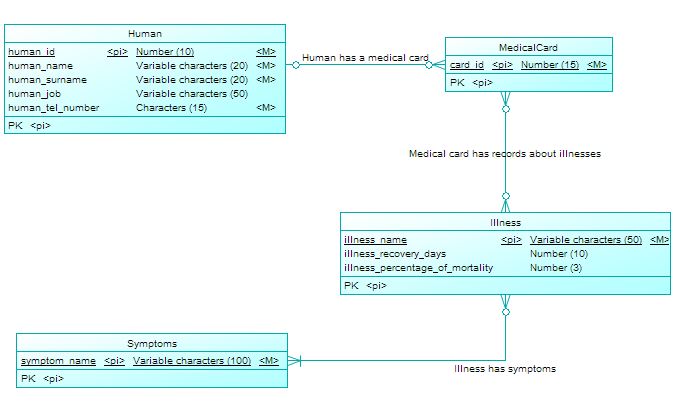 Human
human_id <pi> Number (10) <M>
human_name Variable characters (20) <M>
human_surname Variable characters (20) <M>
human_job Variable characters (50)
human_tel_number Characters (15) <M>
PK <pi>
Human has a medical card
MedicalCard
card_id <pi> Number (15) <M>
PK <pi>
Medical card has records about illnesses
Illness
illness_name <pi> Variable characters (50) <M>
illness_recovery_days Number (10)
illness_percentage_of_mortality Number (3)
PK <pi>
Symptoms
symptom_name <pi> Variable characters (100) <M>
PK <pi>
Illness has symptoms